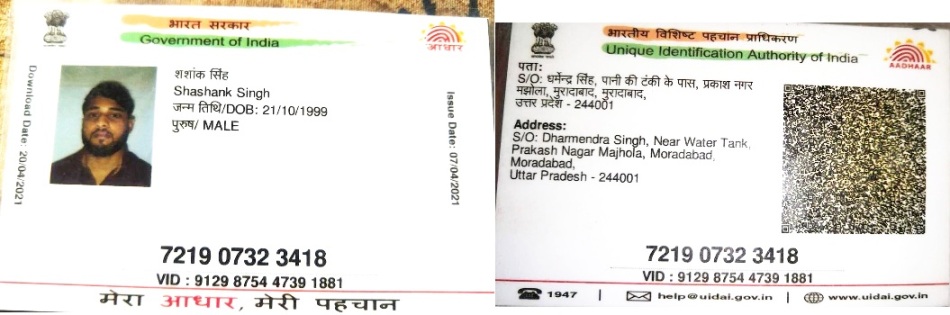 भारत सरकार
Government of India
आधार
Download Date: 20/04/2021
शशांक सिंह
Shashank Singh
जन्म तिथि/DOB: 21/10/1999
पुरुष/ MALE
Issue Date: 07/04/2021
7219 0732 3418
VID : 9129 8754 4739 1881
मेरा आधार, मेरी पहचान
भारतीय विशिष्ट पहचान प्राधिकरण
Unique Identification Authority of India
AADHAAR
पता:
S/O: धर्मेन्द्र सिंह, पानी की टंकी के पास, प्रकाश नगर
मझोला, मुरादाबाद, मुरादाबाद,
उत्तर प्रदेश - 244001
Address:
S/O: Dharmendra Singh, Near Water Tank,
Prakash Nagar Majhola, Moradabad,
Moradabad,
Uttar Pradesh - 244001
7219 0732 3418
VID : 9129 8754 4739 1881
1947 | help@uidai.gov.in | www.uidai.gov.in